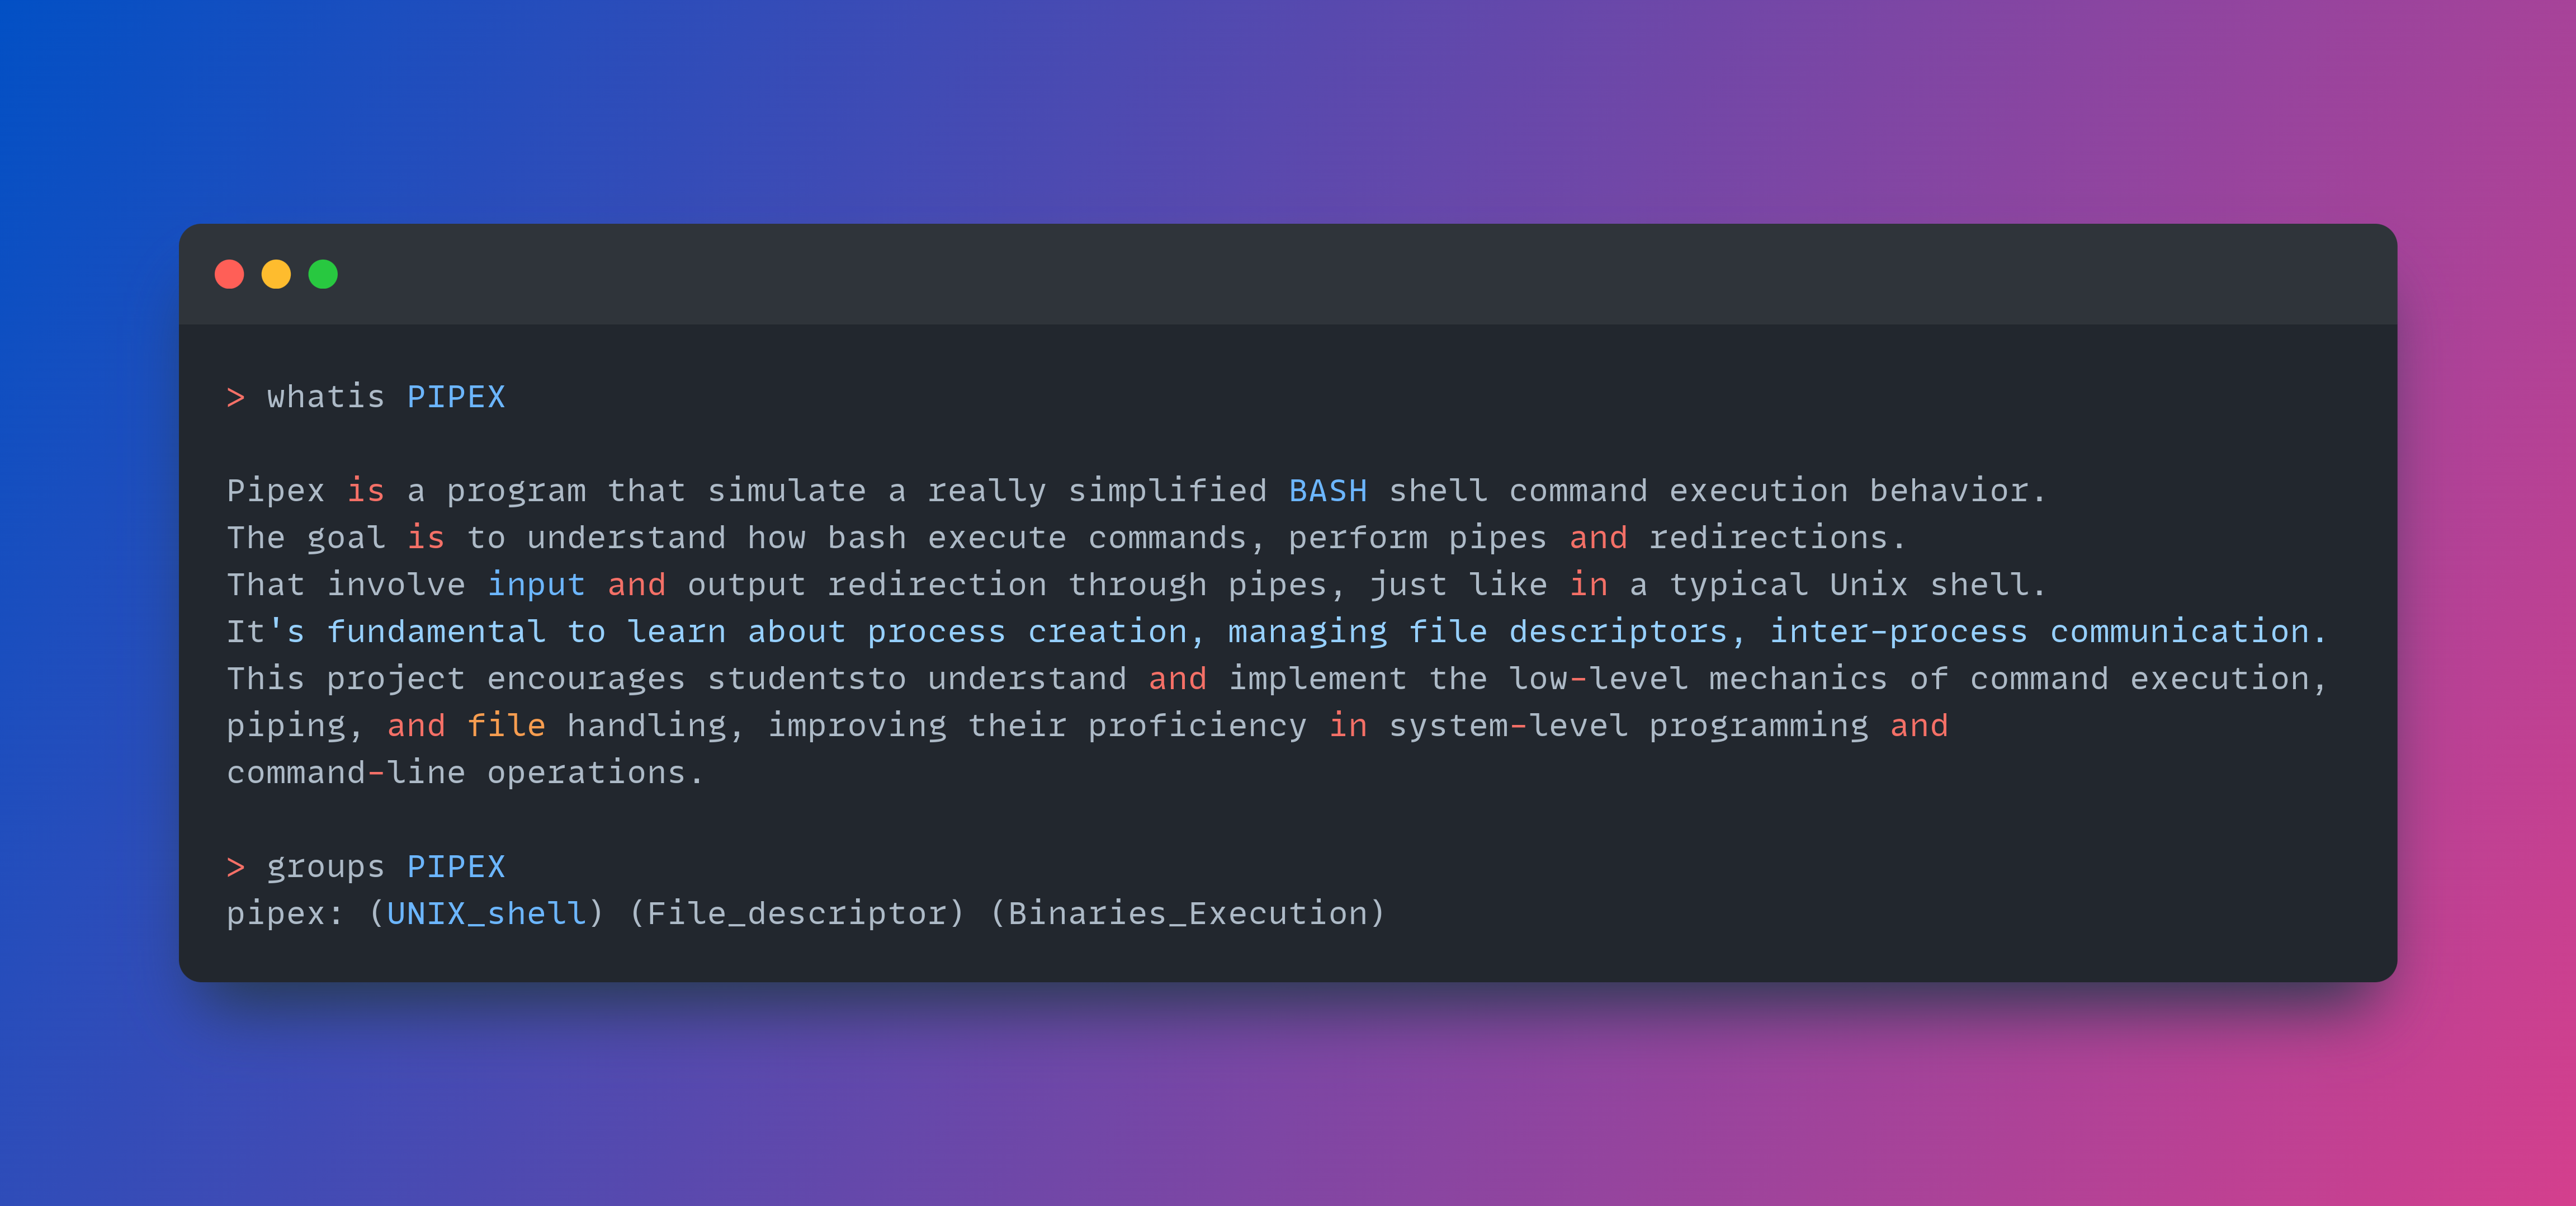 > whatis PIPEX
Pipex is a program that simulate a really simplified BASH shell command execution behavior.
The goal is to understand how bash execute commands, perform pipes and redirections.
That involve input and output redirection through pipes, just like in a typical Unix shell.
It's fundamental to learn about process creation, managing file descriptors, inter-process communication.
This project encourages studentsto understand and implement the low-level mechanics of command execution,
piping, and file handling, improving their proficiency in system-level programming and
command-line operations.
> groups PIPEX
pipex: (UNIX_shell) (File_descriptor) (Binaries_Execution)